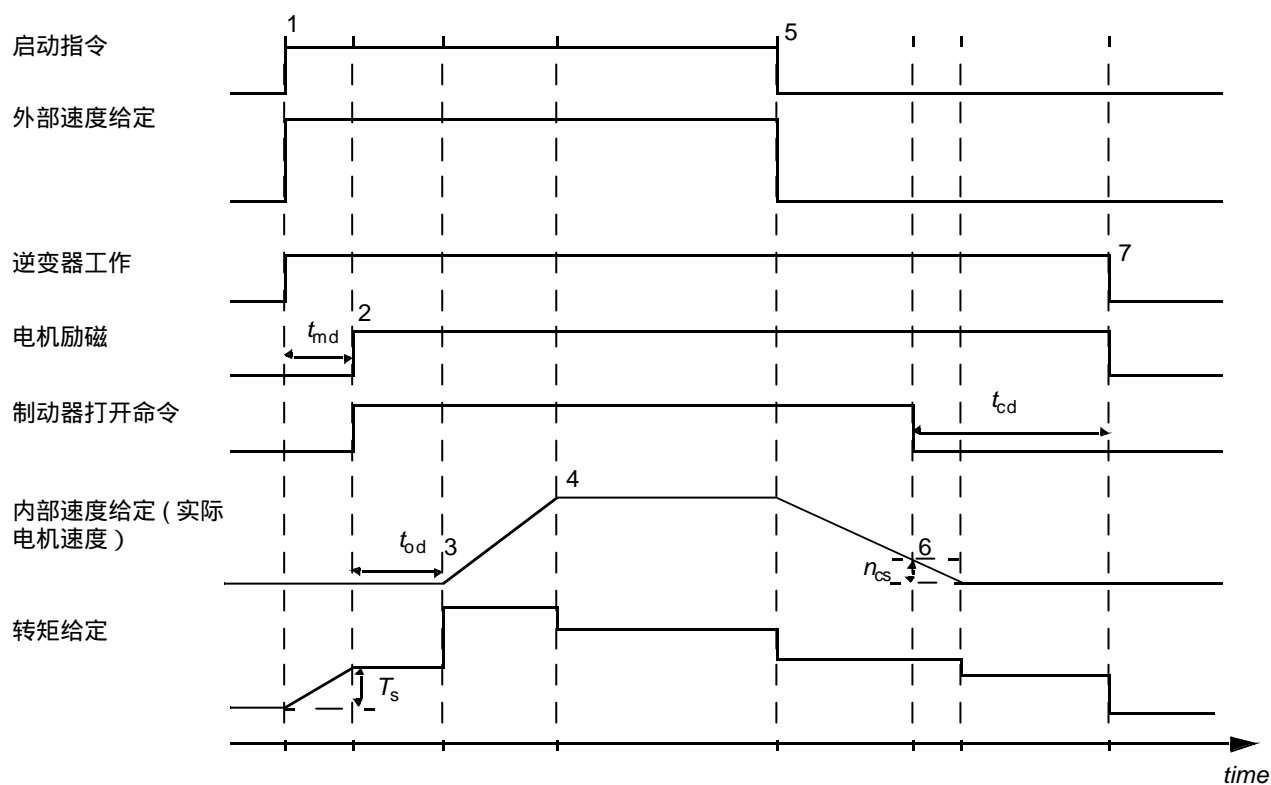 启动指令
1
5
外部速度给定
逆变器工作
7
电机励磁
tmd
2
制动器打开命令
tcd
内部速度给定 ( 实际
电机速度 )
4
tod
3
6
ncs
转矩给定
Ts
time